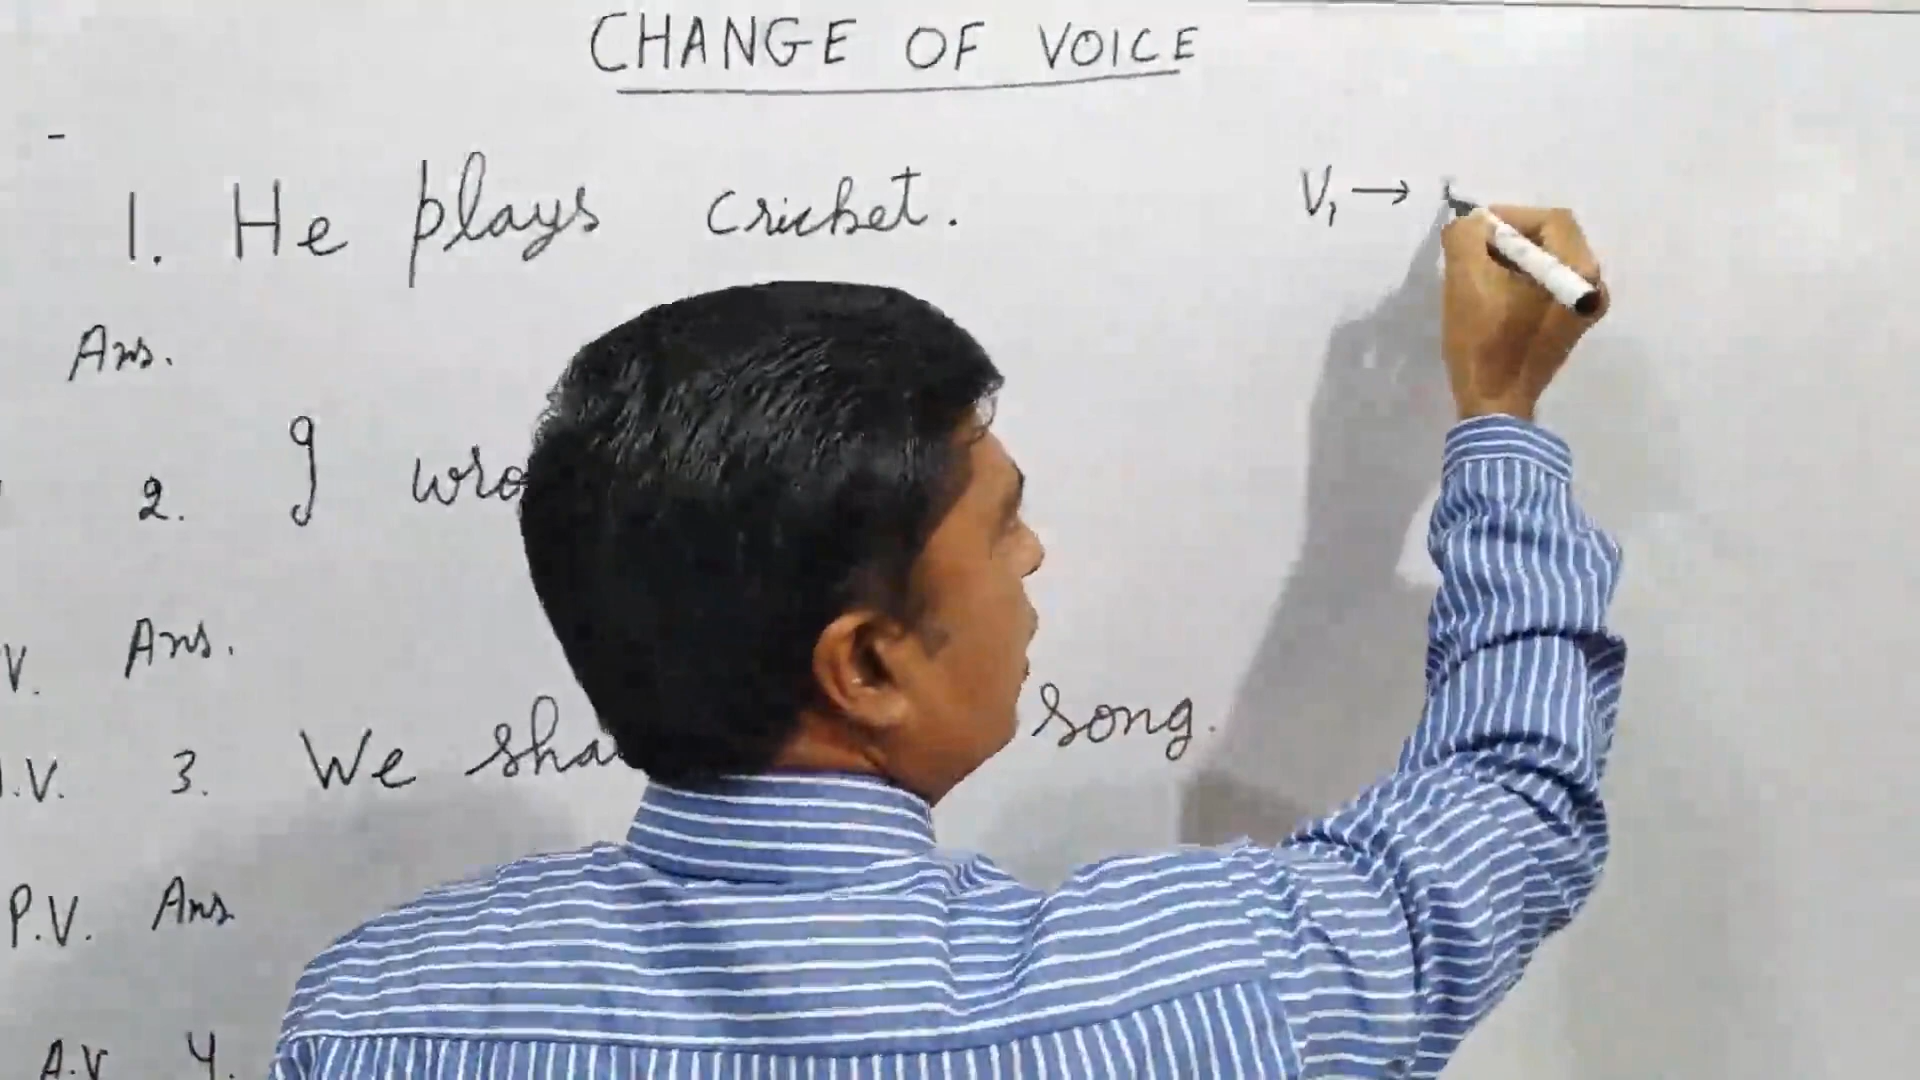 CHANGE OF VOICE
1. He plays cricket. V₁ →
Ans.
2. I
V. Ans.
.V. 3. We song.
P.V. Ans
A.V 4.